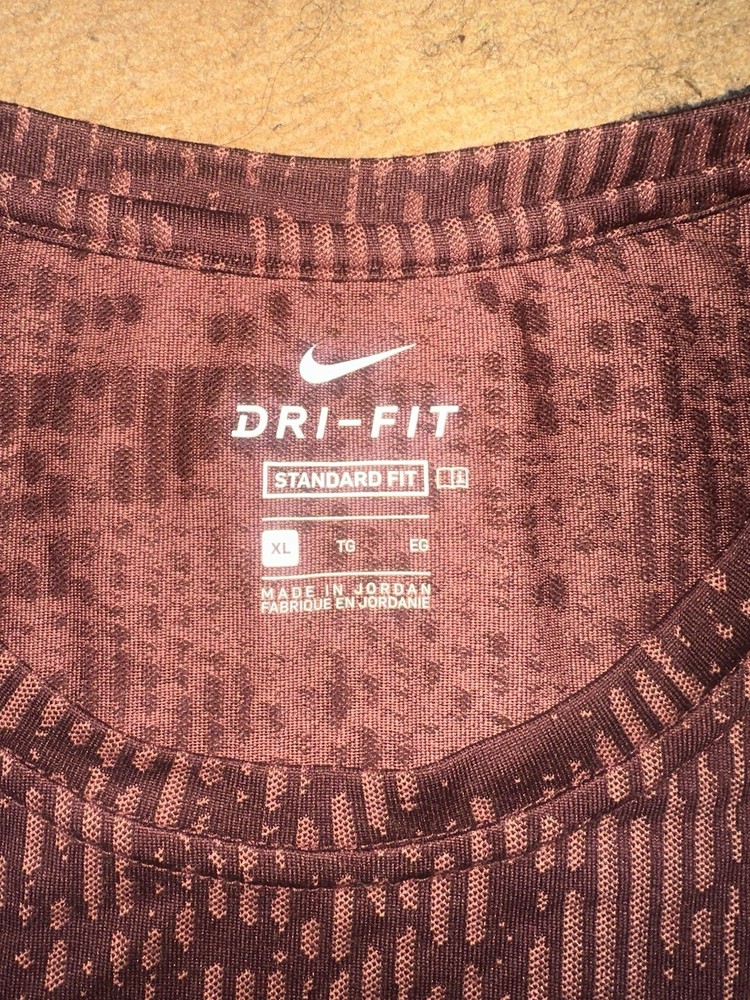 DRI-FIT
STANDARD FIT
XL TG EG
MADE IN JORDAN
FABRIQUE EN JORDANIE